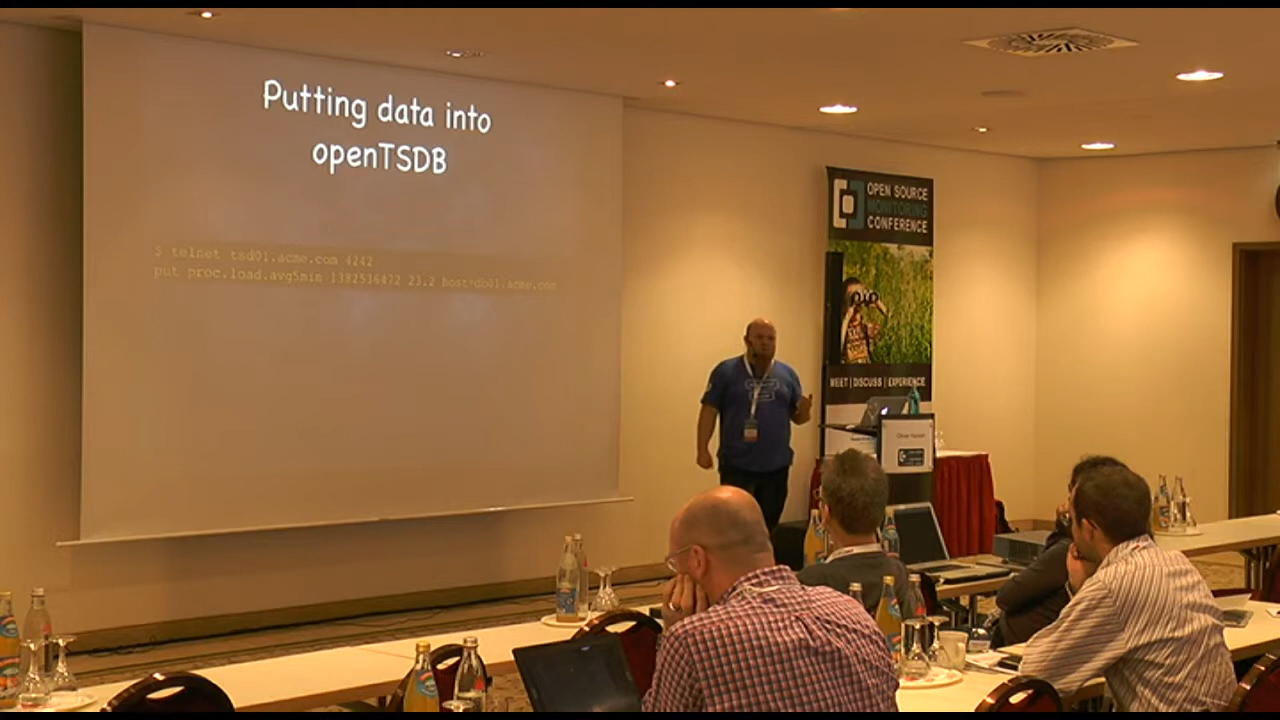 Putting data into
openTSDB
$ telnet tsd01.acme.com 4242
put proc.load.avg5min 1382536472 23.2 host=db01.acme.com
OPEN SOURCE
MONITORING
CONFERENCE
MEET | DISCUSS | EXPERIENCE